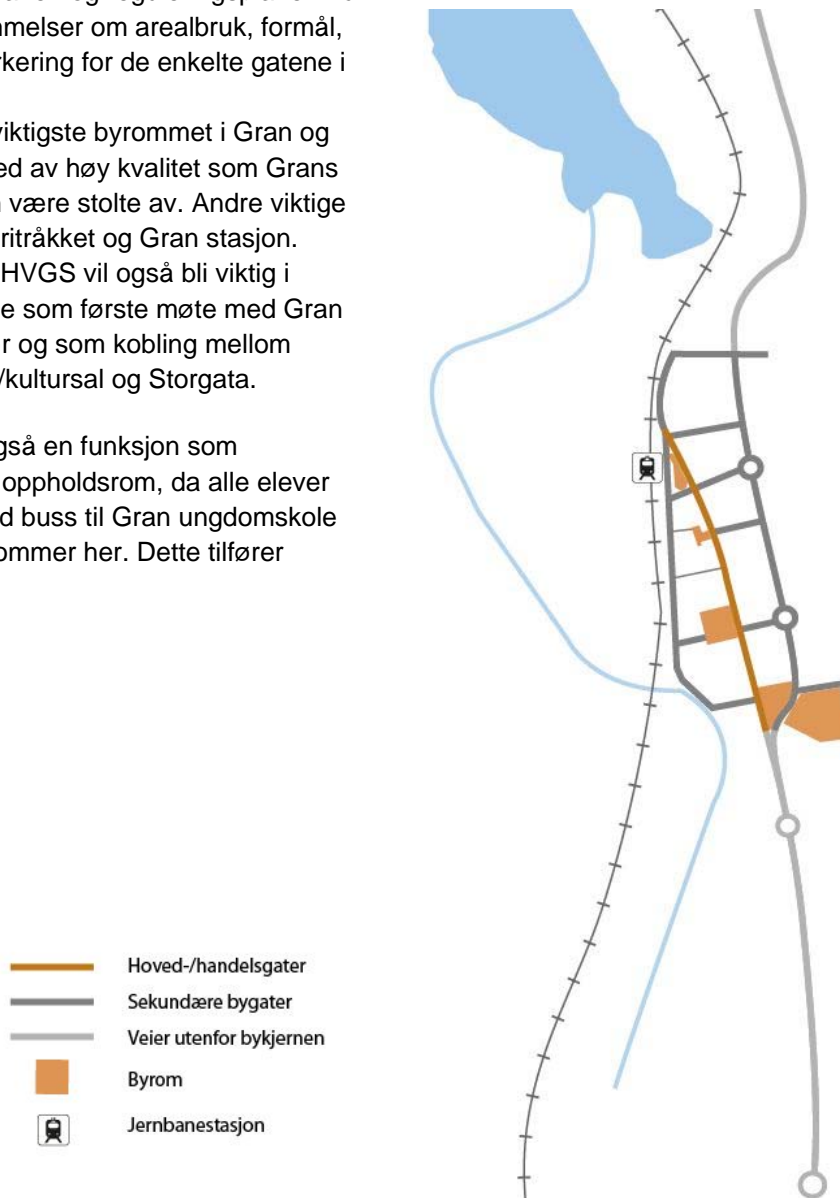 nmelser om arealbruk, formål,
rkering for de enkelte gatene i
viktigste byrommet i Gran og
ed av høy kvalitet som Grans
n være stolte av. Andre viktige
ritråkket og Gran stasjon.
HVGS vil også bli viktig i
e som første møte med Gran
r og som kobling mellom
/kultursal og Storgata.
gså en funksjon som
oppholdsrom, da alle elever
d buss til Gran ungdomskole
ommer her. Dette tilfører
Hoved-/handelsgater
Sekundære bygater
Veier utenfor bykjernen
Byrom
Jernbanestasjon